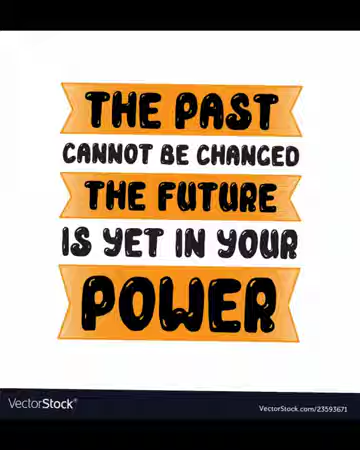 THE PAST
CANNOT BE CHANGED
THE FUTURE
IS YET IN YOUR
POWER
VectorStock®
VectorStock.com/23593671